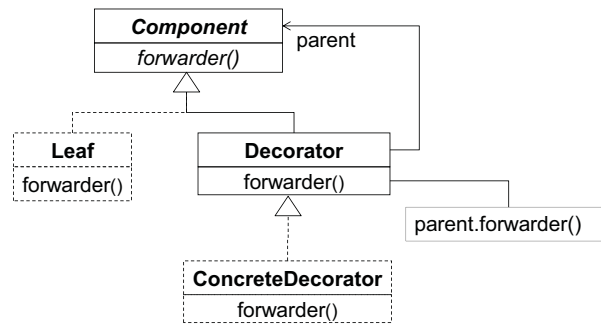 Component
forwarder()
parent
Leaf
forwarder()
Decorator
forwarder()
parent.forwarder()
ConcreteDecorator
forwarder()